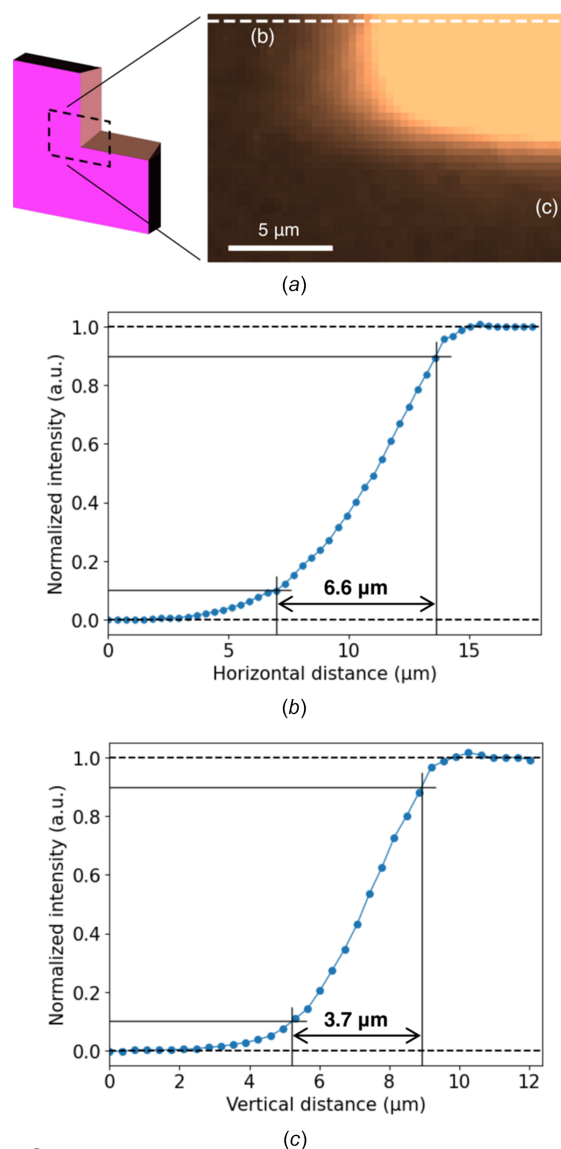 (b)
(c)
5 μm
(a)
Normalized intensity (a.u.)
1.0
0.8
0.6
0.4
0.2
0.0
6.6 μm
0 5 10 15
Horizontal distance (μm)
(b)
Normalized intensity (a.u.)
1.0
0.8
0.6
0.4
0.2
0.0
3.7 μm
0 2 4 6 8 10 12
Vertical distance (μm)
(c)